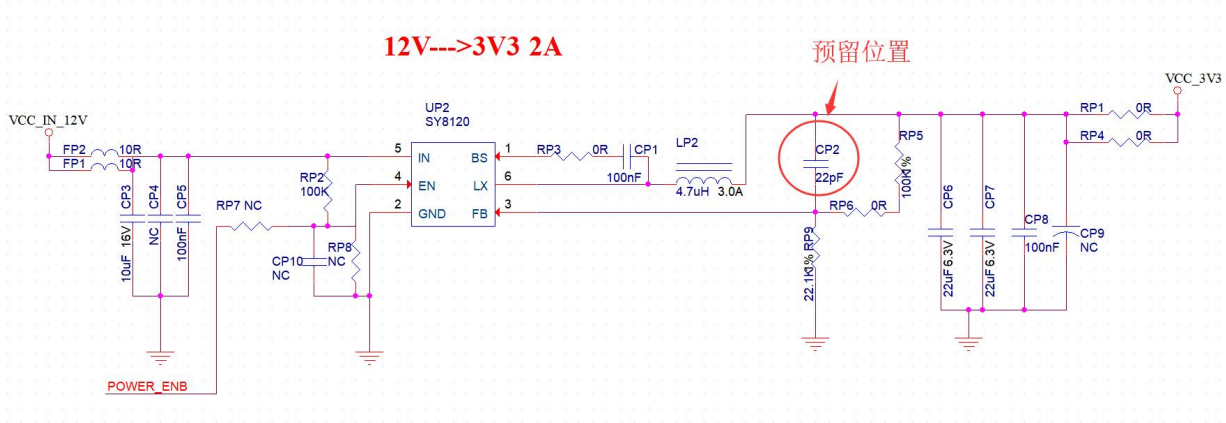 12V--->3V3 2A
预留位置
VCC_3V3
VCC_IN_12V
UP2
SY8120
FP2 10R
FP1 10R
5 IN
4 EN
2 GND
BS 1
LX 6
FB 3
RP3 0R
CP1
100nF
LP2
4.7uH 3.0A
CP2
22pF
RP5
100K1%
RP6 0R
RP9
22.1K1%
RP1 0R
RP4 0R
CP6
22uF 6.3V
CP7
22uF 6.3V
CP8
100nF
CP9
NC
CP3
10uF 16V
CP4
NC
CP5
100nF
RP2
100K
RP7 NC
CP10
NC
RP8
NC
POWER_ENB